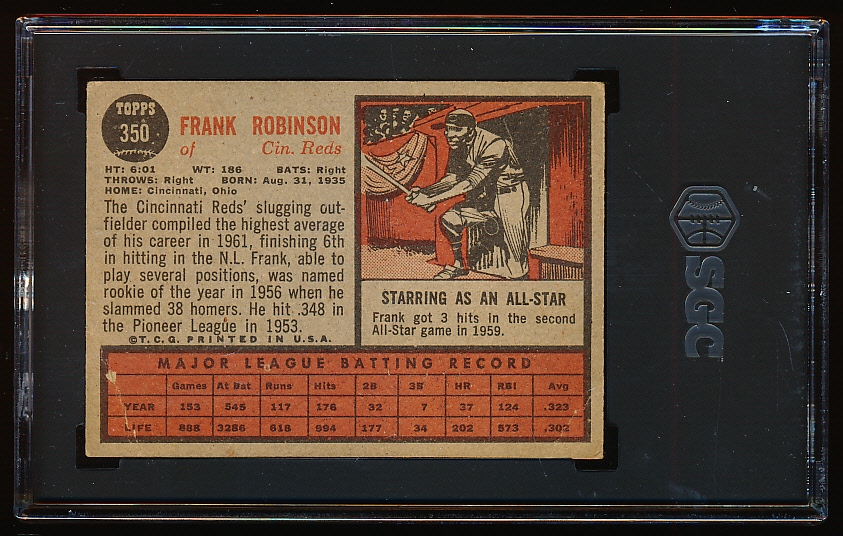 TOPPS
350
FRANK ROBINSON
of Cin. Reds
HT: 6:01 WT: 186 BATS: Right
THROWS: Right BORN: Aug. 31, 1935
HOME: Cincinnati, Ohio
The Cincinnati Reds' slugging out-
fielder compiled the highest average
of his career in 1961, finishing 6th
in hitting in the N.L. Frank, able to
play several positions, was named
rookie of the year in 1956 when he
slammed 38 homers. He hit .348 in
the Pioneer League in 1953.
©T.C.G. PRINTED IN U.S.A.
STARRING AS AN ALL-STAR
Frank got 3 hits in the second
All-Star game in 1959.
MAJOR LEAGUE BATTING RECORD
Games At Bat Runs Hits 2B 3B HR RBI Avg
YEAR 153 545 117 176 32 7 37 124 .323
LIFE 888 3286 618 994 177 34 202 573 .302
SGC